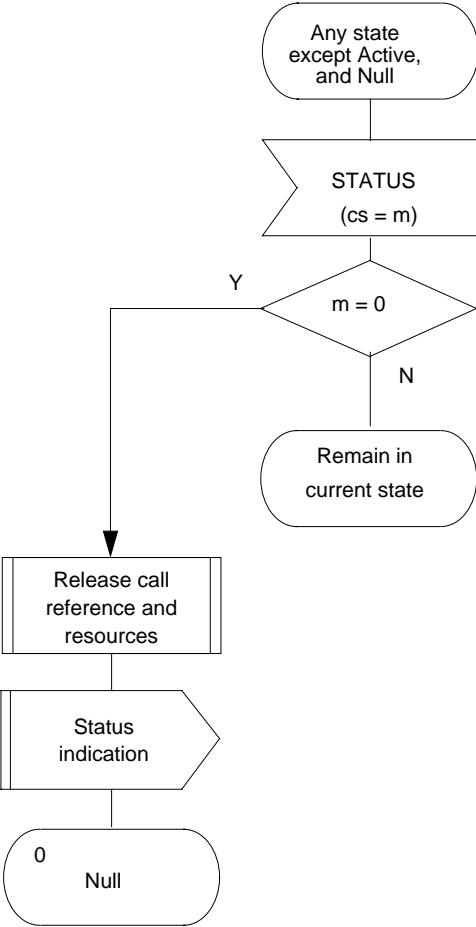 Any state
except Active,
and Null
STATUS
(cs = m)
Y
m = 0
N
Remain in
current state
Release call
reference and
resources
Status
indication
0
Null